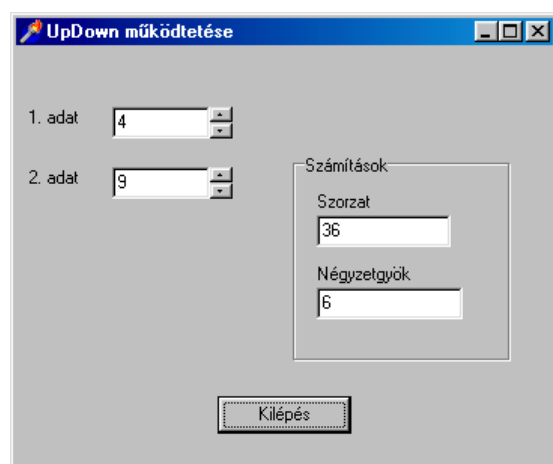 UpDown működtetése
1. adat
4
2. adat
9
Számítások
Szorzat
36
Négyzetgyök
6
Kilépés